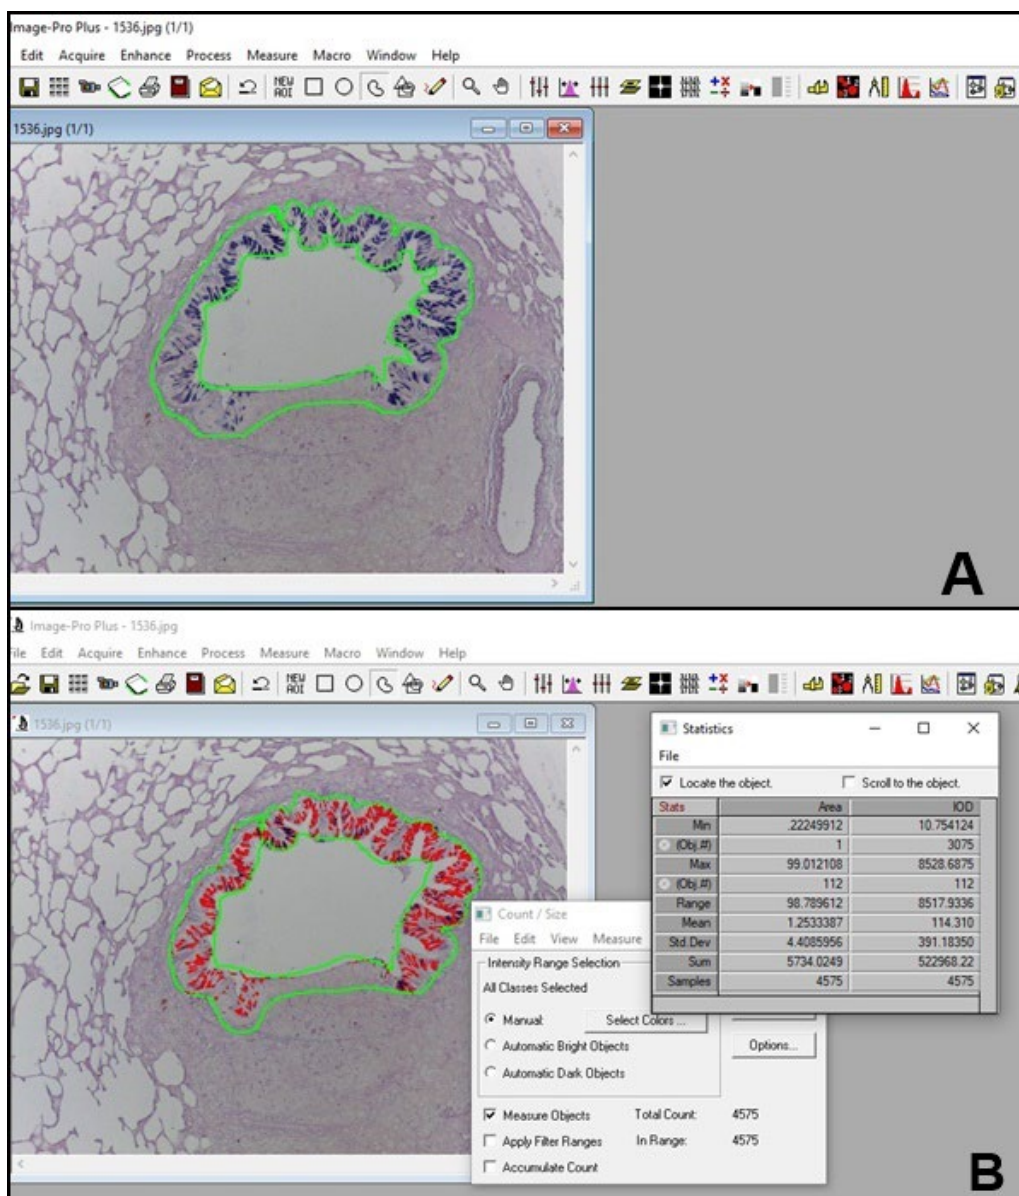 Image-Pro Plus - 1536.jpg (1/1)
Edit Acquire Enhance Process Measure Macro Window Help
NEW AOI
1536.jpg (1/1)
A
Image-Pro Plus - 1536.jpg
File Edit Acquire Enhance Process Measure Macro Window Help
NEW AOI
1536.jpg (1/1)
Statistics
File
Locate the object. Scroll to the object.
Stats Area IOD
Min .22249912 10.754124
(Obj.#) 1 3075
Max 99.012108 8528.6875
(Obj.#) 112 112
Range 98.789612 8517.9336
Mean 1.2533387 114.310
Std.Dev 4.4085956 391.18350
Sum 5734.0249 522968.22
Samples 4575 4575
Count / Size
File Edit View Measure
Intensity Range Selection
All Classes Selected
Manual: Select Colors ...
Automatic Bright Objects
Automatic Dark Objects
Options...
Measure Objects Total Count: 4575
Apply Filter Ranges In Range: 4575
Accumulate Count
B